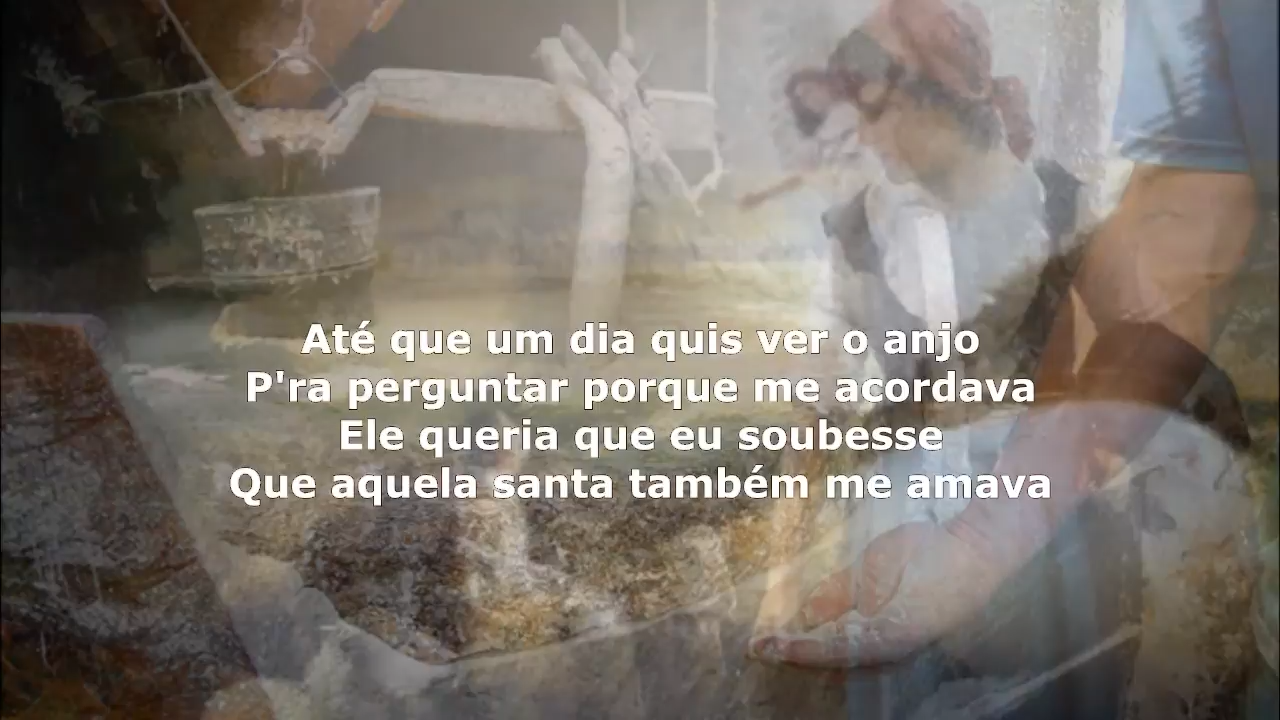 Até que um dia quis ver o anjo
P'ra perguntar porque me acordava
Ele queria que eu soubesse
Que aquela santa também me amava